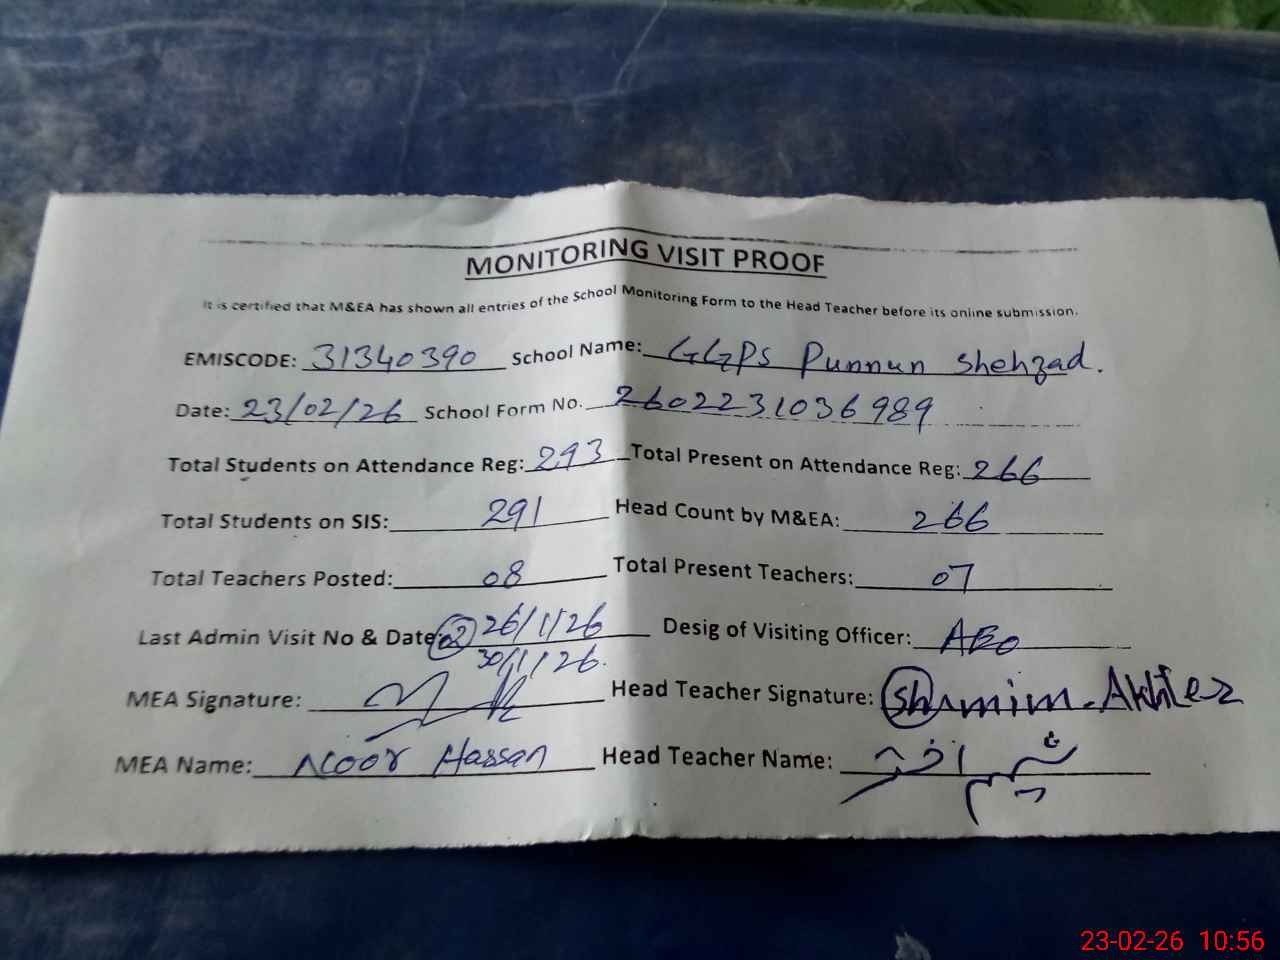 MONITORING VISIT PROOF
It is certified that M&EA has shown all entries of the School Monitoring Form to the Head Teacher before its online submission.
EMISCODE: 31340390 School Name: GGPS Punnun Shehzad.
Date: 23/02/26 School Form No. 2602231036989
Total Students on Attendance Reg: 293 Total Present on Attendance Reg: 266
Total Students on SIS: 291 Head Count by M&EA: 266
Total Teachers Posted: 08 Total Present Teachers: 07
Last Admin Visit No & Date: 02 26/1/26 Desig of Visiting Officer: AEO
30/1/26.
MEA Signature: Head Teacher Signature: Shamim Akhter
MEA Name: Noor Hassan Head Teacher Name: شمیم اختر
23-02-26 10:56